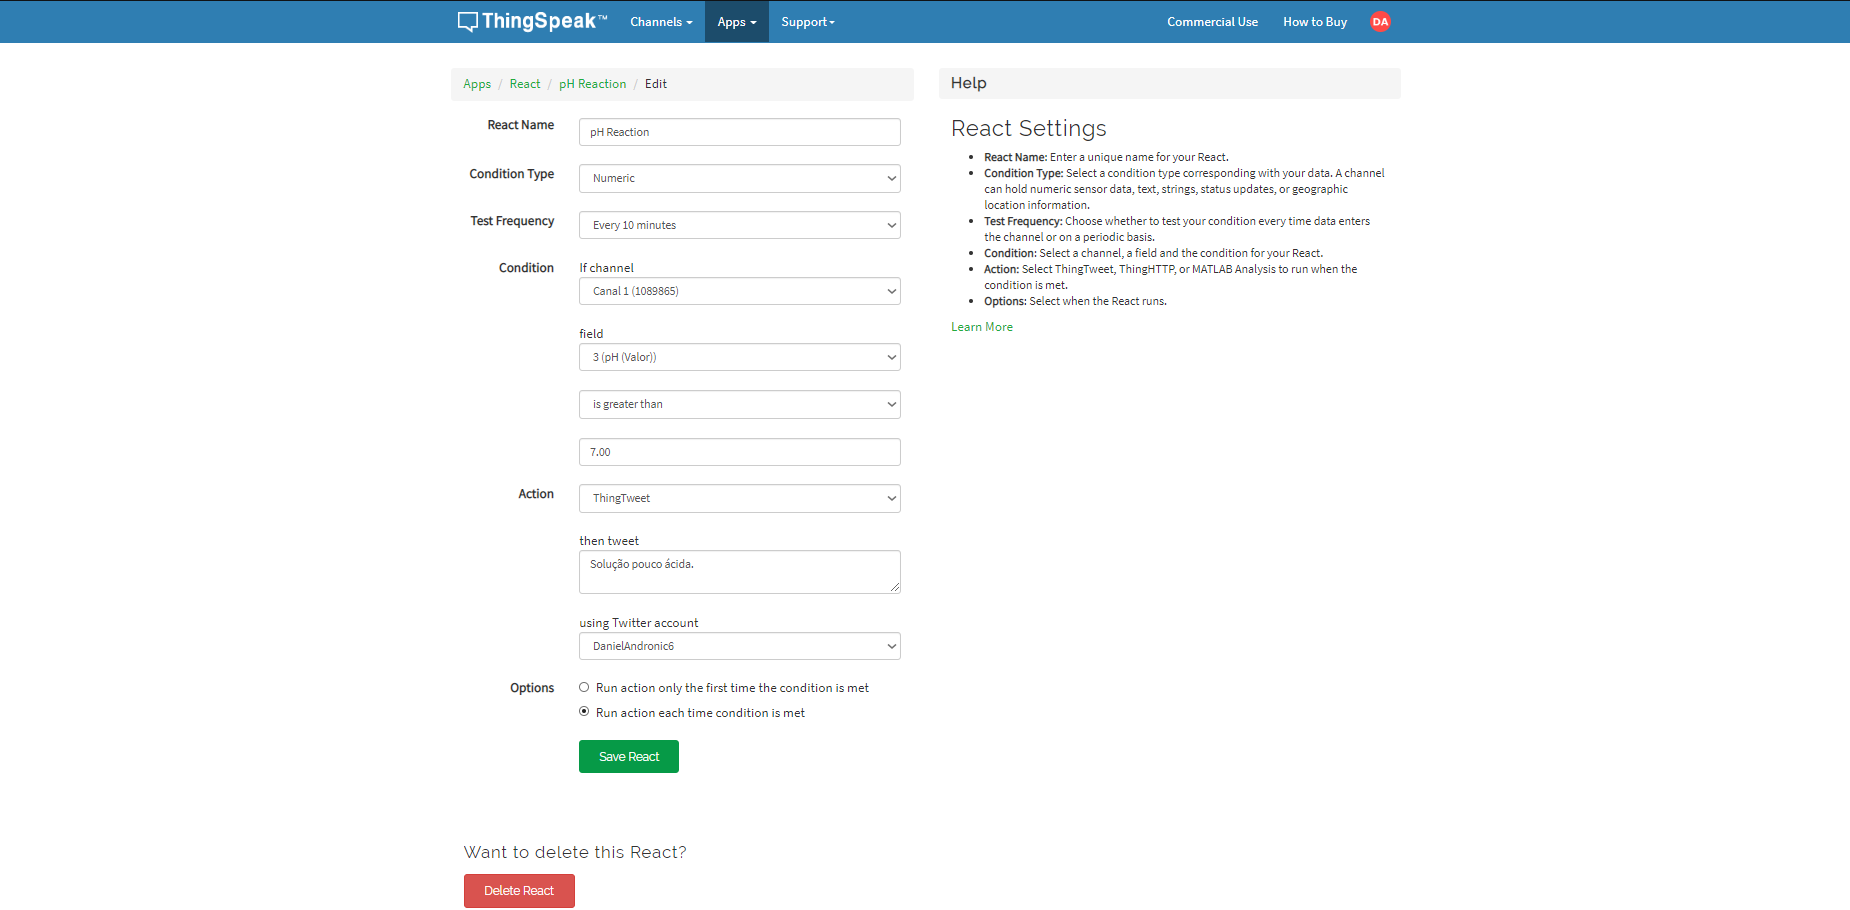 ThingSpeak™ Channels Apps Support Commercial Use How to Buy DA
Apps / React / pH Reaction / Edit
React Name pH Reaction
Condition Type Numeric
Test Frequency Every 10 minutes
Condition If channel
Canal 1 (1089865)
field
3 (pH (Valor))
is greater than
7.00
Action ThingTweet
then tweet
Solução pouco ácida.
using Twitter account
DanielAndronic6
Options Run action only the first time the condition is met
Run action each time condition is met
Save React
Want to delete this React?
Delete React
Help
React Settings
• React Name: Enter a unique name for your React.
• Condition Type: Select a condition type corresponding with your data. A channel
can hold numeric sensor data, text, strings, status updates, or geographic
location information.
• Test Frequency: Choose whether to test your condition every time data enters
the channel or on a periodic basis.
• Condition: Select a channel, a field and the condition for your React.
• Action: Select ThingTweet, ThingHTTP, or MATLAB Analysis to run when the
condition is met.
• Options: Select when the React runs.
Learn More